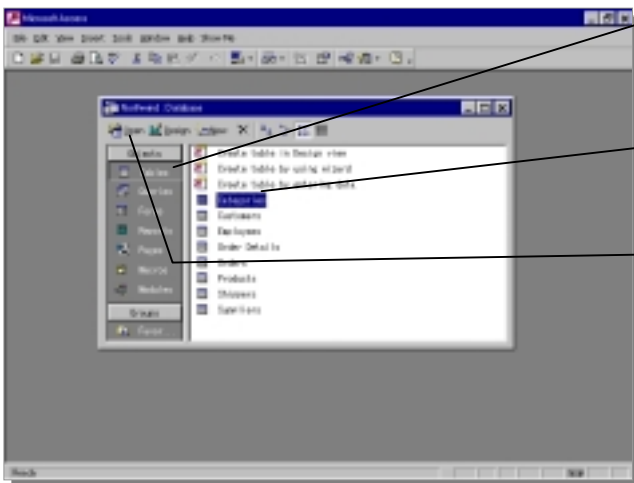 Microsoft Access
File Edit View Insert Tools Window Help Show Me
Northwind : Database
Open Design New
Objects
Tables
Queries
Forms
Reports
Pages
Macros
Modules
Groups
Create table in Design view
Create table by using wizard
Create table by entering data
Categories
Customers
Employees
Order Details
Orders
Products
Shippers
Suppliers
Ready